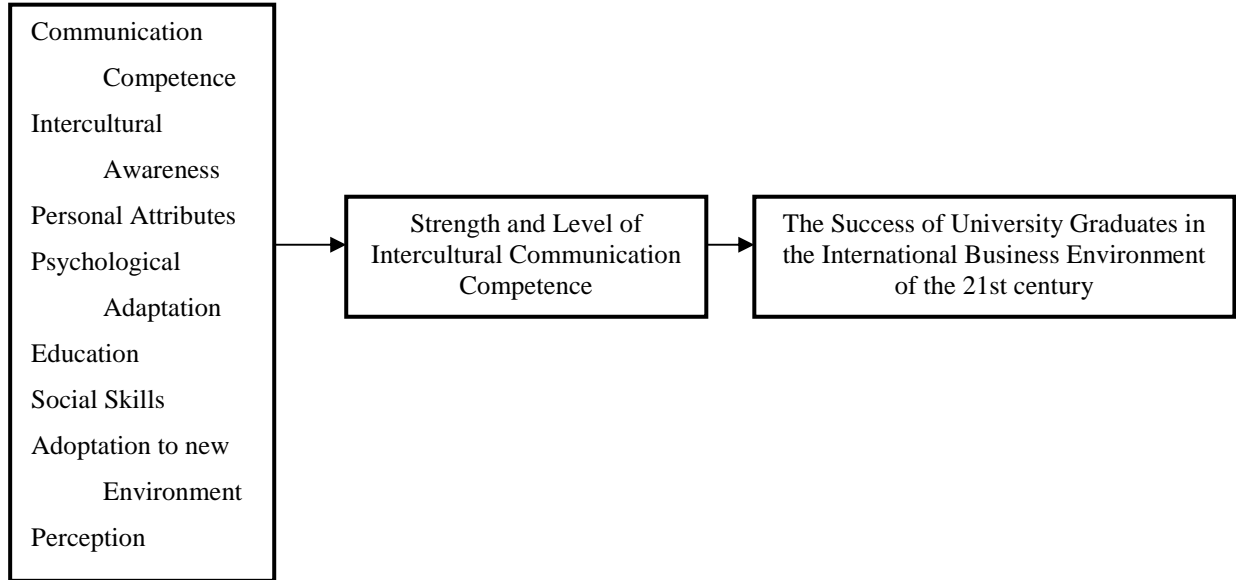 Communication
Competence
Intercultural
Awareness
Personal Attributes
Psychological
Adaptation
Education
Social Skills
Adoptation to new
Environment
Perception
Strength and Level of
Intercultural Communication
Competence
The Success of University Graduates in
the International Business Environment
of the 21st century